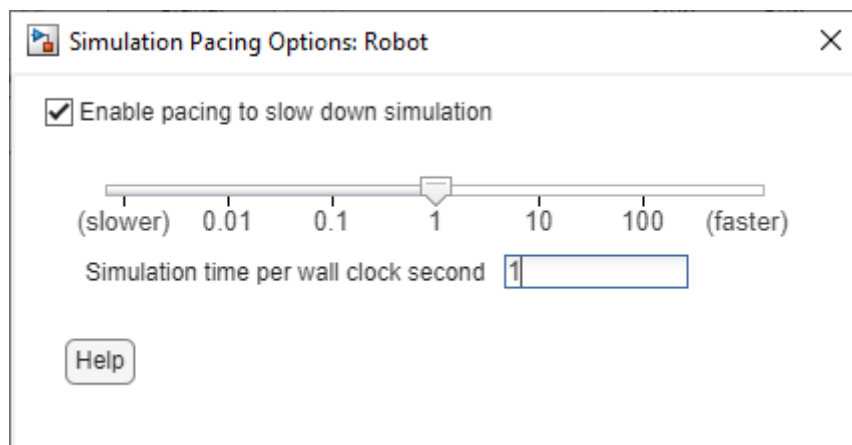 Simulation Pacing Options: Robot
Enable pacing to slow down simulation
(slower) 0.01 0.1 1 10 100 (faster)
Simulation time per wall clock second 1
Help